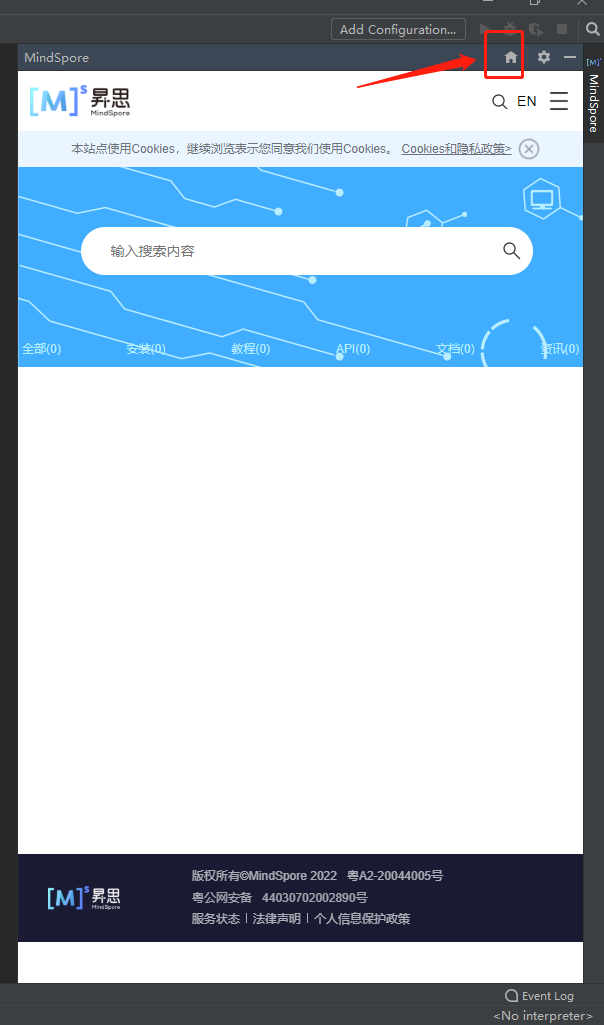 Add Configuration...
MindSpore
[M]s 昇思
MindSpore
EN
[M]s MindSpore
本站点使用Cookies，继续浏览表示您同意我们使用Cookies。 Cookies和隐私政策>
输入搜索内容
全部(0) 安装(0) 教程(0) API(0) 文档(0) 资讯(0)
[M]s 昇思
MindSpore
版权所有©MindSpore 2022 粤A2-20044005号
粤公网安备 44030702002890号
服务状态 | 法律声明 | 个人信息保护政策
Event Log
<No interpreter>